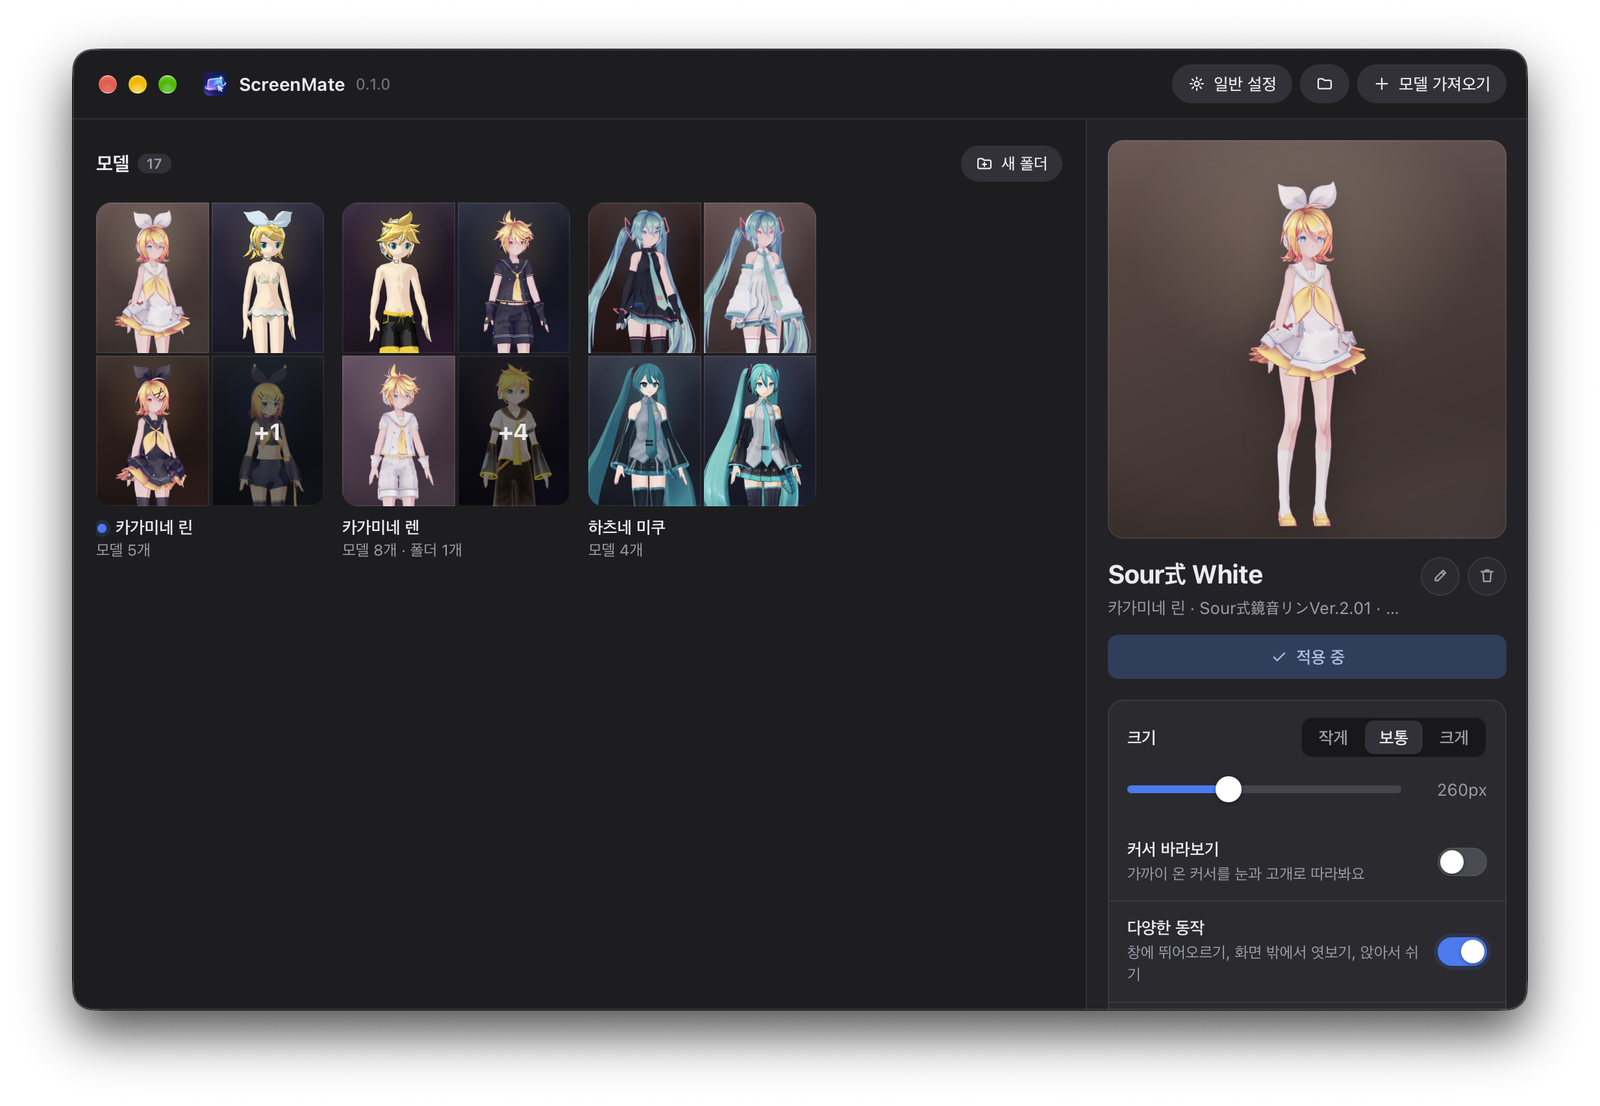 ScreenMate 0.1.0
일반 설정
모델 가져오기
모델 17
새 폴더
+1
+4
카가미네 린
모델 5개
카가미네 렌
모델 8개 · 폴더 1개
하츠네 미쿠
모델 4개
Sour式 White
카가미네 린 · Sour式鏡音リンVer.2.01 · ...
적용 중
크기
작게 보통 크게
260px
커서 바라보기
가까이 온 커서를 눈과 고개로 따라봐요
다양한 동작
창에 뛰어오르기, 화면 밖에서 엿보기, 앉아서 쉬
기